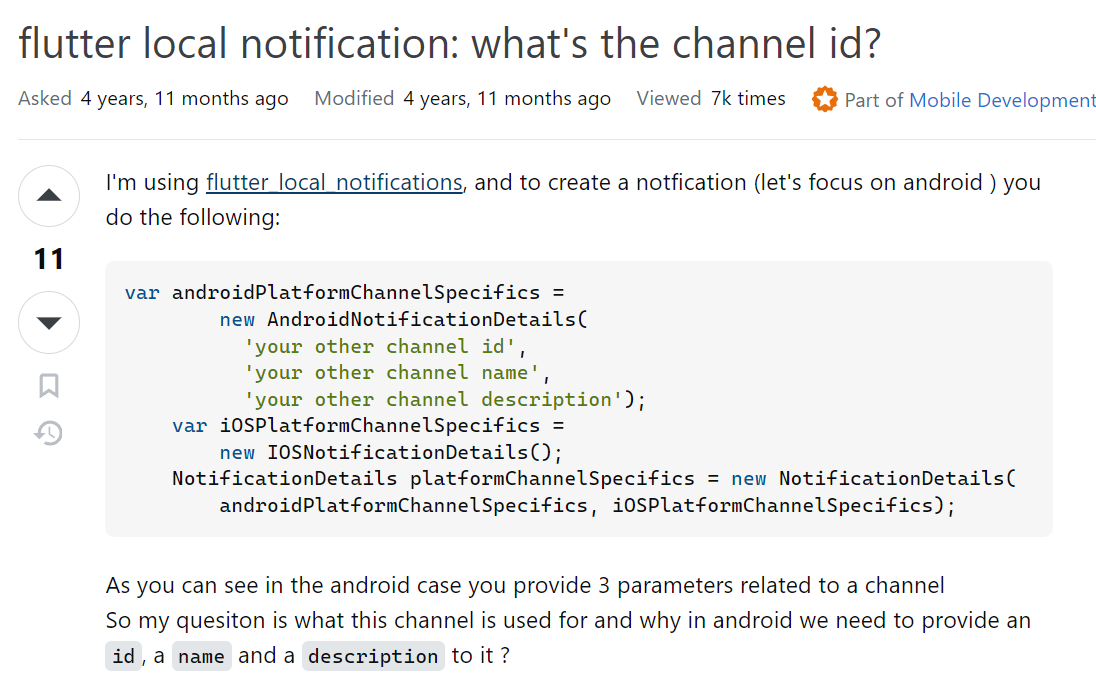 flutter local notification: what's the channel id?
Asked 4 years, 11 months ago Modified 4 years, 11 months ago Viewed 7k times Part of Mobile Development
I'm using flutter_local_notifications, and to create a notfication (let's focus on android ) you
do the following:
11
var androidPlatformChannelSpecifics =
new AndroidNotificationDetails(
'your other channel id',
'your other channel name',
'your other channel description');
var iOSPlatformChannelSpecifics =
new IOSNotificationDetails();
NotificationDetails platformChannelSpecifics = new NotificationDetails(
androidPlatformChannelSpecifics, iOSPlatformChannelSpecifics);
As you can see in the android case you provide 3 parameters related to a channel
So my quesiton is what this channel is used for and why in android we need to provide an
id, a name and a description to it ?